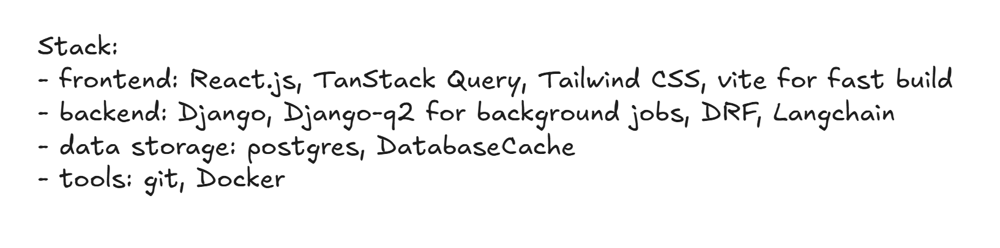 Stack:
- frontend: React.js, TanStack Query, Tailwind CSS, vite for fast build
- backend: Django, Django-q2 for background jobs, DRF, Langchain
- data storage: postgres, DatabaseCache
- tools: git, Docker